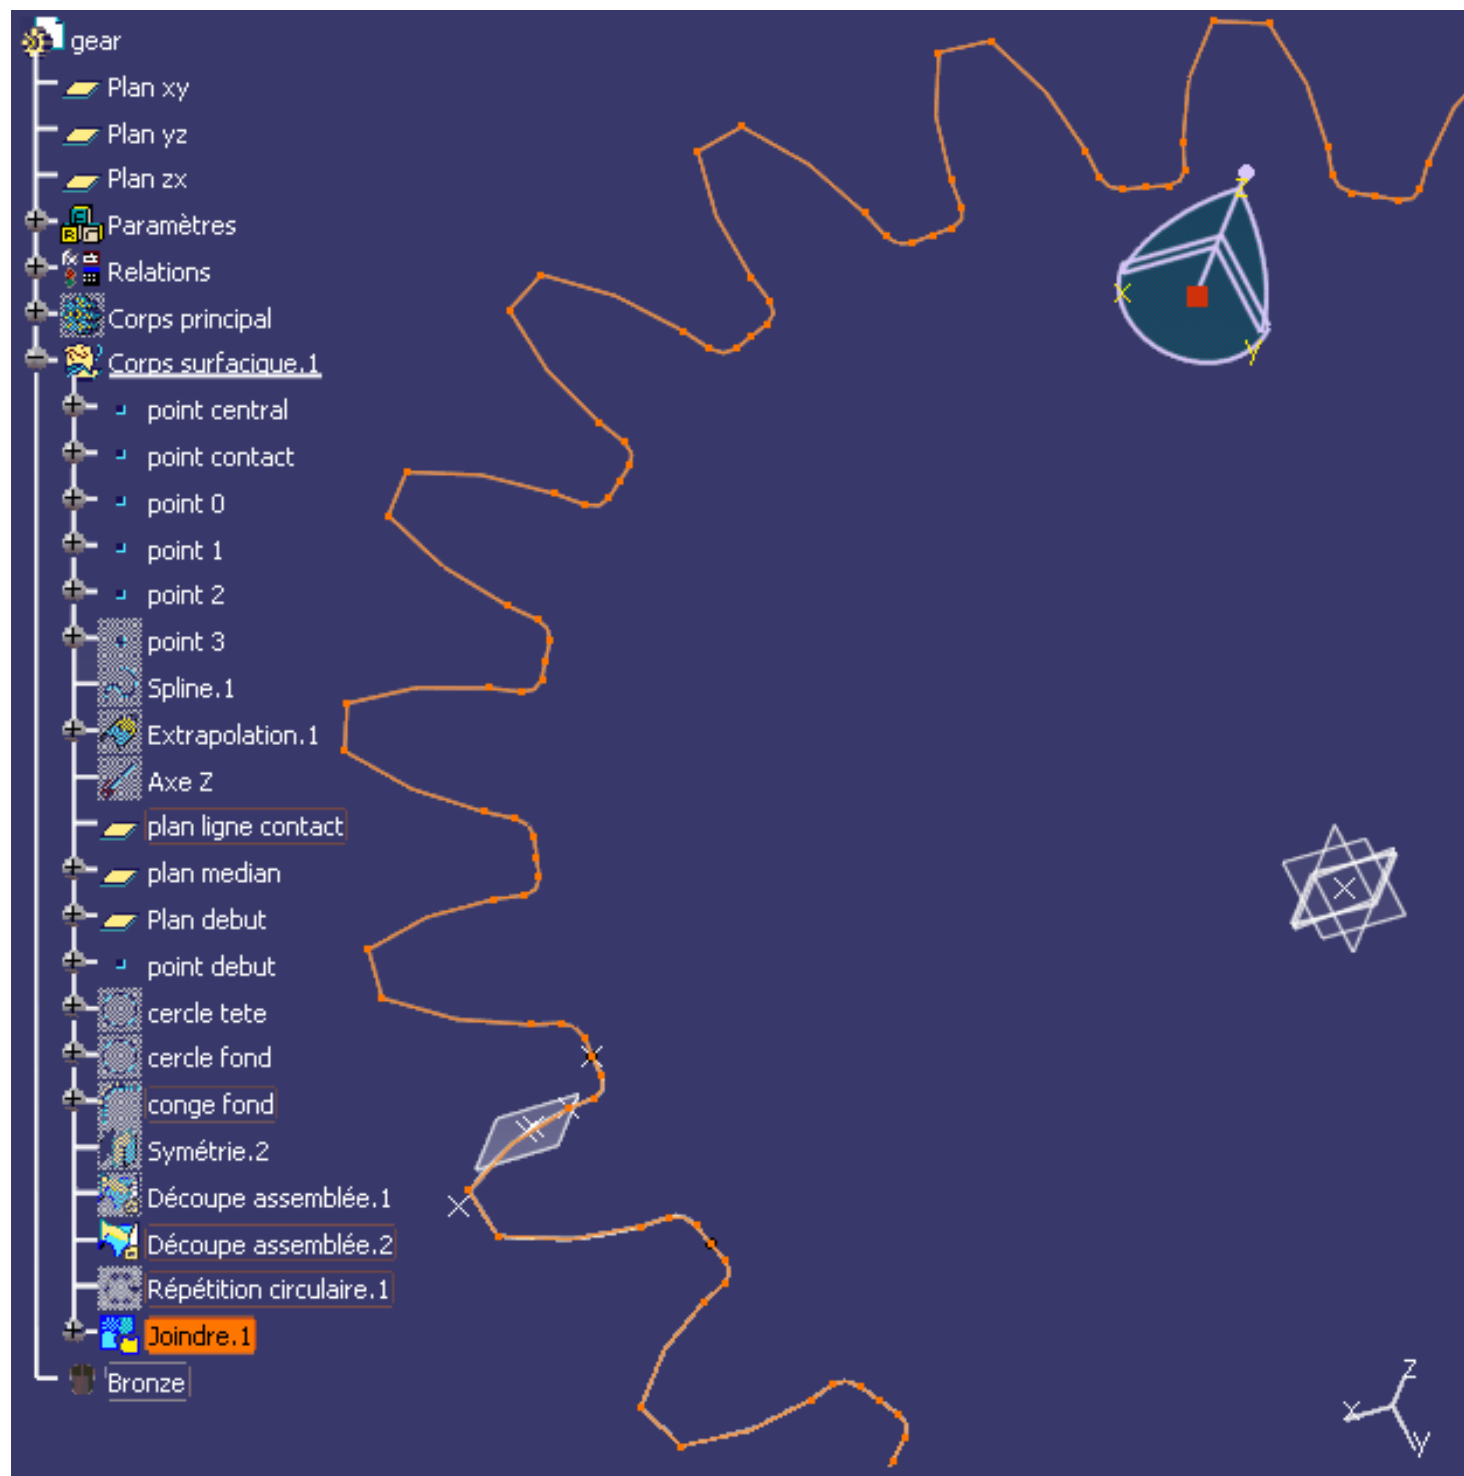 gear
Plan xy
Plan yz
Plan zx
Paramètres
Relations
Corps principal
Corps surfacique.1
point central
point contact
point 0
point 1
point 2
point 3
Spline.1
Extrapolation.1
Axe Z
plan ligne contact
plan median
Plan debut
point debut
cercle tete
cercle fond
conge fond
Symétrie.2
Découpe assemblée.1
Découpe assemblée.2
Répétition circulaire.1
Joindre.1
Bronze
z
x
y
z
x
y